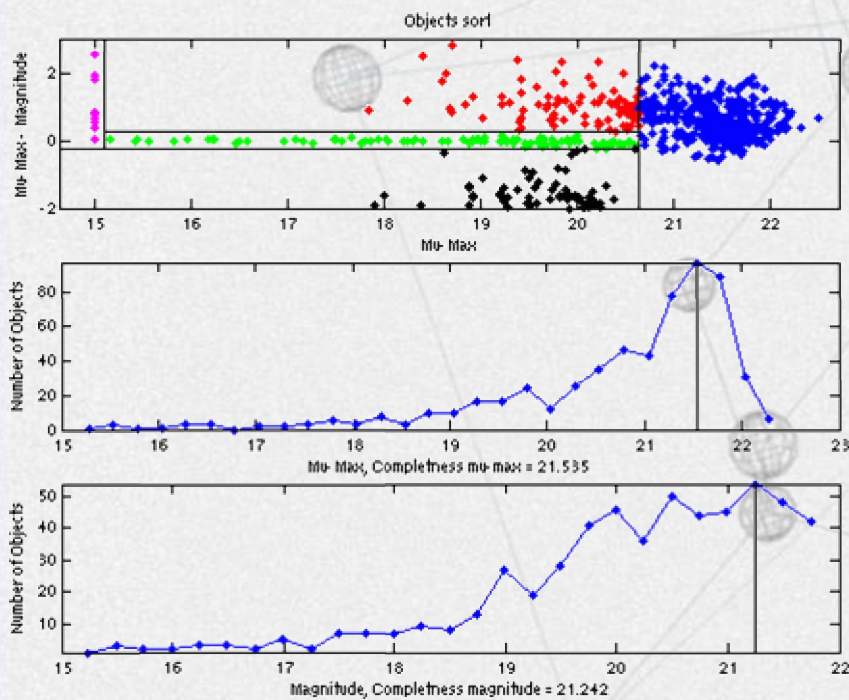 Objects sort
Mu- Max - Magnitude
2
0
-2
15 16 17 18 19 20 21 22
Mu- Max
Number of Objects
80
60
40
20
0
15 16 17 18 19 20 21 22 23
Mu- Max, Completness mu- max = 21.535
Number of Objects
50
40
30
20
10
15 16 17 18 19 20 21 22
Magnitude, Completness magnitude = 21.242